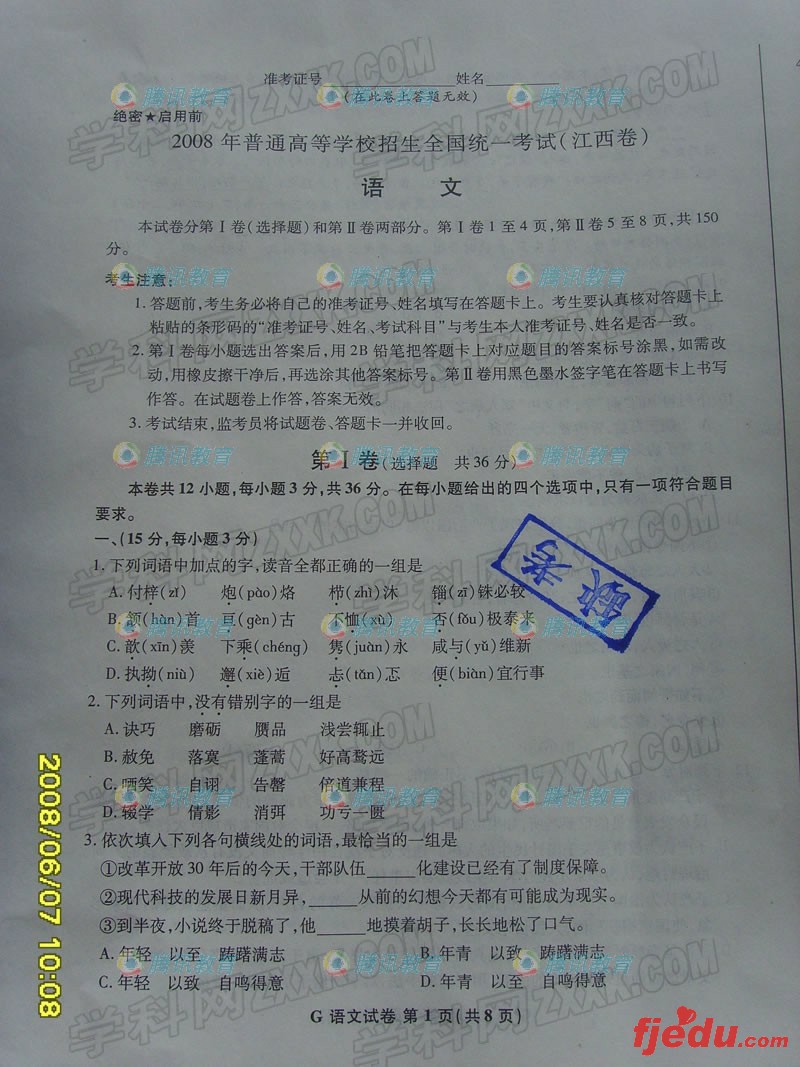 准考证号 姓名
(在此卷上答题无效)
绝密★启用前
2008 年普通高等学校招生全国统一考试(江西卷)
语 文
本试卷分第Ⅰ卷(选择题)和第Ⅱ卷两部分。第Ⅰ卷 1 至 4 页,第Ⅱ卷 5 至 8 页,共 150
分。
考生注意:
1. 答题前,考生务必将自己的准考证号、姓名填写在答题卡上。考生要认真核对答题卡上
粘贴的条形码的“准考证号、姓名、考试科目”与考生本人准考证号、姓名是否一致。
2. 第Ⅰ卷每小题选出答案后,用 2B 铅笔把答题卡上对应题目的答案标号涂黑,如需改
动,用橡皮擦干净后,再选涂其他答案标号。第Ⅱ卷用黑色墨水签字笔在答题卡上书写
作答。在试题卷上作答,答案无效。
3. 考试结束,监考员将试题卷、答题卡一并收回。
第Ⅰ卷(选择题 共 36 分)
本卷共 12 小题,每小题 3 分,共 36 分。在每小题给出的四个选项中,只有一项符合题目
要求。
一、(15 分,每小题 3 分)
1. 下列词语中加点的字,读音全都正确的一组是
A. 付梓(zǐ) 炮(pào)烙 栉(zhì)沐 锱(zī)铢必较
B. 颔(hàn)首 亘(gèn)古 不恤(xù) 否(fǒu)极泰来
C. 歆(xīn)羡 下乘(chéng) 隽(juàn)永 咸与(yǔ)维新
D. 执拗(niù) 邂(xiè)逅 忐(tǎn)忑 便(biàn)宜行事
2. 下列词语中,没有错别字的一组是
A. 诀巧 磨砺 赝品 浅尝辄止
B. 赦免 落寞 蓬蒿 好高骛远
C. 哂笑 自诩 告罄 倍道兼程
D. 辍学 倩影 消弭 功亏一匮
3. 依次填入下列各句横线处的词语,最恰当的一组是
①改革开放 30 年后的今天,干部队伍______化建设已经有了制度保障。
②现代科技的发展日新月异,______从前的幻想今天都有可能成为现实。
③到半夜,小说终于脱稿了,他______地摸着胡子,长长地松了口气。
A. 年轻 以至 踌躇满志 B. 年青 以致 踌躇满志
C. 年轻 以致 自鸣得意 D. 年青 以至 自鸣得意
G 语文试卷 第 1 页(共 8 页)
缺考
2008/06/07 10:08
腾讯教育
学科网ZXXK.COM
fjedu.com